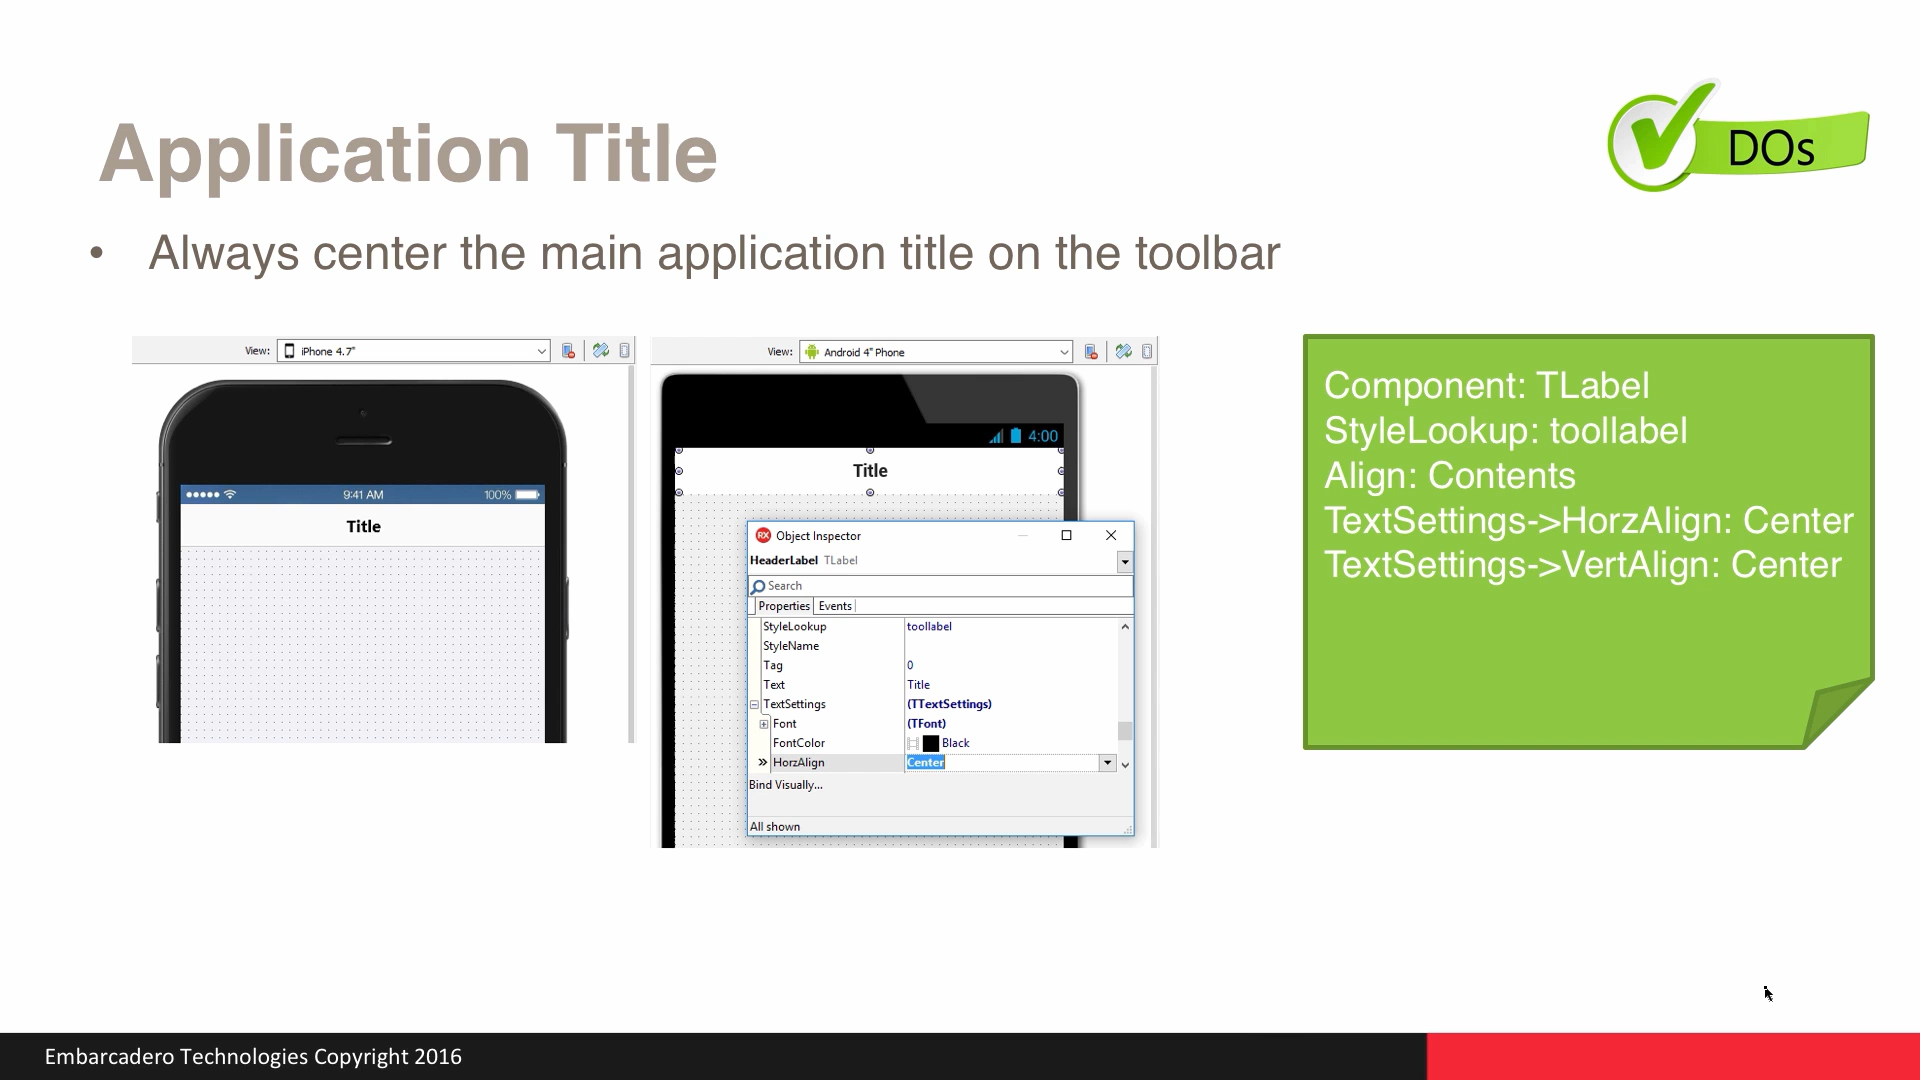 Application Title
DOs
• Always center the main application title on the toolbar
View: iPhone 4.7"
9:41 AM 100%
Title
View: Android 4" Phone
4:00
Title
RX Object Inspector
HeaderLabel TLabel
Search
Properties Events
StyleLookup toollabel
StyleName
Tag 0
Text Title
TextSettings (TTextSettings)
Font (TFont)
FontColor Black
HorzAlign Center
Bind Visually...
All shown
Component: TLabel
StyleLookup: toollabel
Align: Contents
TextSettings->HorzAlign: Center
TextSettings->VertAlign: Center
Embarcadero Technologies Copyright 2016